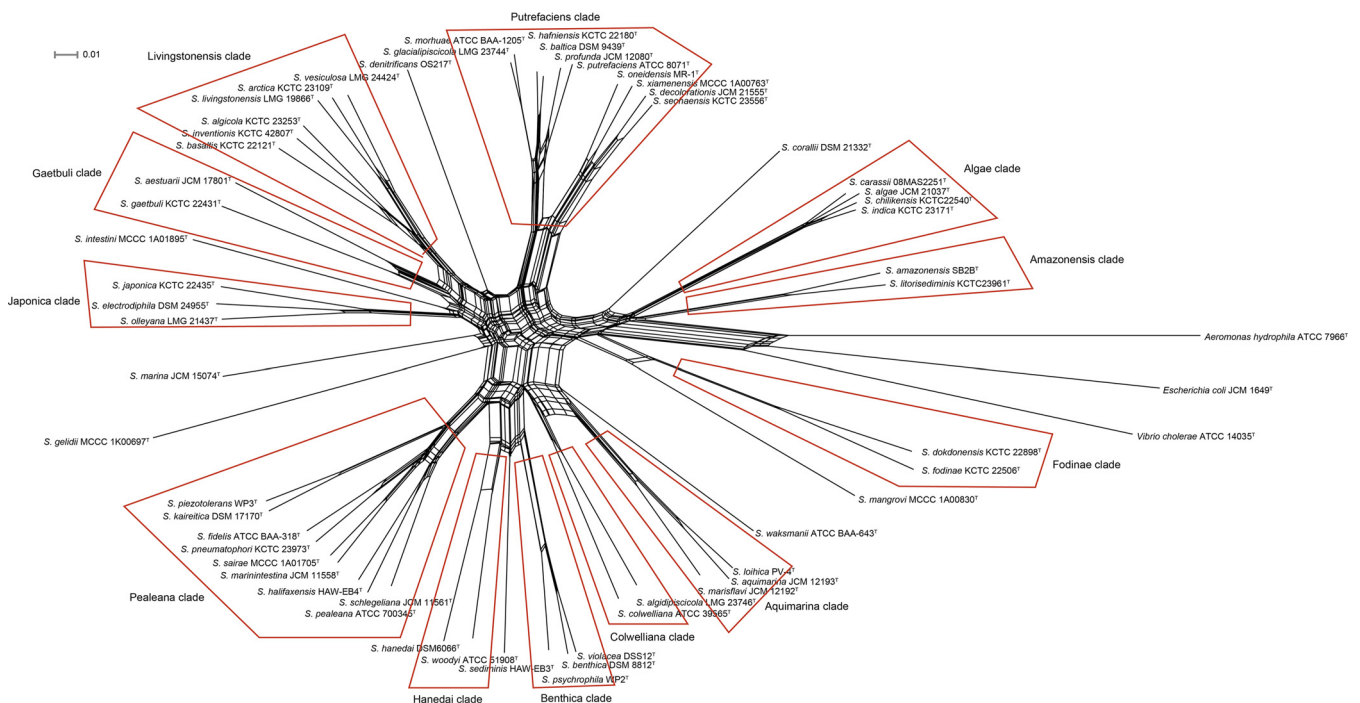 Putrefaciens clade
S. hafniensis KCTC 22180ᵀ
S. morhuae ATCC BAA-1205ᵀ
S. baltica DSM 9439ᵀ
S. glacialipiscicola LMG 23744ᵀ
0.01
Livingstonensis clade
S. profunda JCM 12080ᵀ
S. denitrificans OS217ᵀ
S. putrefaciens ATCC 8071ᵀ
S. oneidensis MR-1ᵀ
S. vesiculosa LMG 24424ᵀ
S. xiamenensis MCCC 1A00763ᵀ
S. arctica KCTC 23109ᵀ
S. decolorationis JCM 21555ᵀ
S. livingstonensis LMG 19866ᵀ
S. seohaensis KCTC 23556ᵀ
S. algicola KCTC 23253ᵀ
S. inventionis KCTC 42807ᵀ
S. basaltis KCTC 22121ᵀ
S. corallii DSM 21332ᵀ
Algae clade
Gaetbuli clade
S. aestuarii JCM 17801ᵀ
S. carassii 08MAS2251ᵀ
S. algae JCM 21037ᵀ
S. chilikensis KCTC22540ᵀ
S. gaetbuli KCTC 22431ᵀ
S. indica KCTC 23171ᵀ
S. intestini MCCC 1A01895ᵀ
Amazonensis clade
S. amazonensis SB2Bᵀ
S. japonica KCTC 22435ᵀ
S. litorisediminis KCTC23961ᵀ
Japonica clade
S. electrodiphila DSM 24955ᵀ
S. olleyana LMG 21437ᵀ
Aeromonas hydrophila ATCC 7966ᵀ
S. marina JCM 15074ᵀ
Escherichia coli JCM 1649ᵀ
S. gelidii MCCC 1K00697ᵀ
Vibrio cholerae ATCC 14035ᵀ
S. dokdonensis KCTC 22898ᵀ
Fodinae clade
S. fodinae KCTC 22506ᵀ
S. mangrovi MCCC 1A00830ᵀ
S. piezotolerans WP3ᵀ
S. kaireitica DSM 17170ᵀ
S. waksmanii ATCC BAA-643ᵀ
S. fidelis ATCC BAA-318ᵀ
S. pneumatophori KCTC 23973ᵀ
S. sairae MCCC 1A01705ᵀ
S. loihica PV-4ᵀ
S. marinintestina JCM 11558ᵀ
S. aquimarina JCM 12193ᵀ
S. halifaxensis HAW-EB4ᵀ
S. marisflavi JCM 12192ᵀ
Pealeana clade
S. schlegeliana JCM 11561ᵀ
S. algidipiscicola LMG 23746ᵀ
Aquimarina clade
S. pealeana ATCC 700345ᵀ
S. colwelliana ATCC 39565ᵀ
Colwelliana clade
S. hanedai DSM6066ᵀ
S. woodyi ATCC 51908ᵀ
S. violacea DSS12ᵀ
S. sediminis HAW-EB3ᵀ
S. benthica DSM 8812ᵀ
S. psychrophila WP2ᵀ
Hanedai clade
Benthica clade